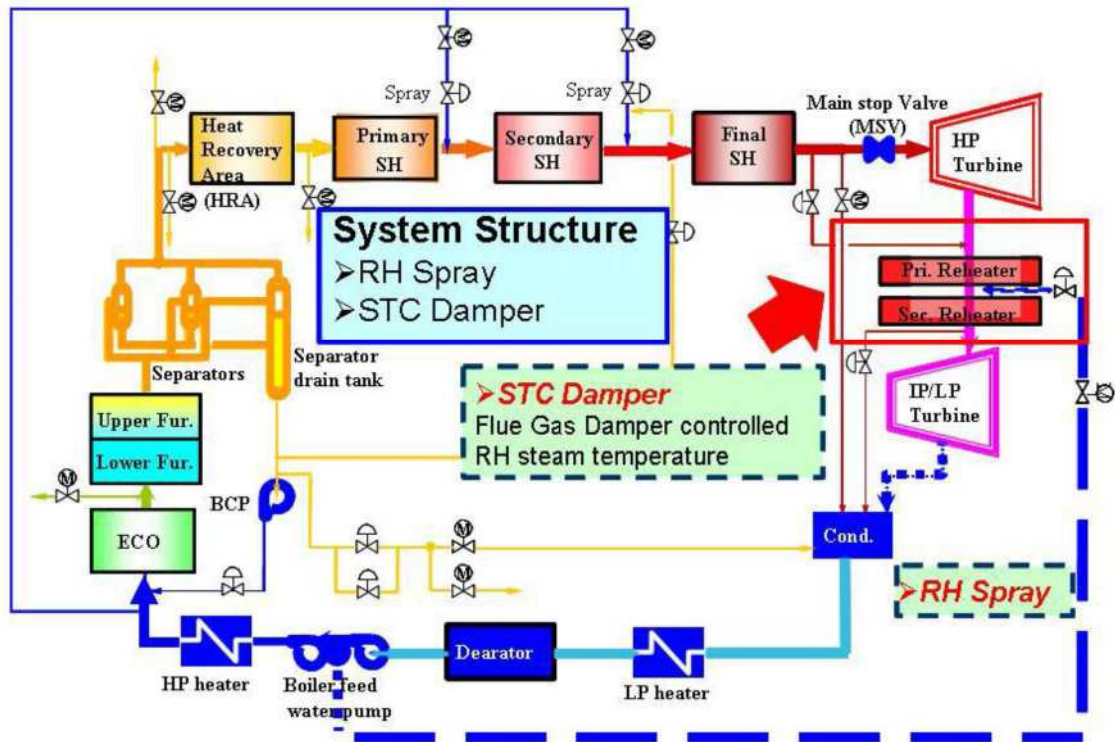 Spray
Spray
Main stop Valve
(MSV)
Heat
Recovery
Area
(HRA)
Primary
SH
Secondary
SH
Final
SH
HP
Turbine
System Structure
➢RH Spray
➢STC Damper
Pri. Reheater
Sec. Reheater
Separators
Separator
drain tank
➢STC Damper
Flue Gas Damper controlled
RH steam temperature
IP/LP
Turbine
Upper Fur.
Lower Fur.
M
BCP
ECO
M
M
Cond.
➢RH Spray
HP heater
Boiler feed
water pump
Dearator
LP heater